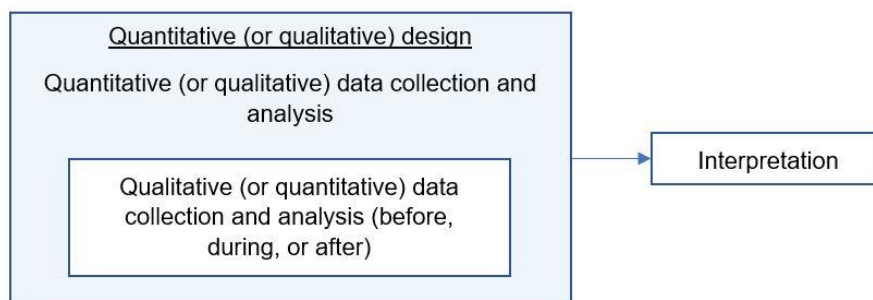 Quantitative (or qualitative) design
Quantitative (or qualitative) data collection and
analysis
Qualitative (or quantitative) data
collection and analysis (before,
during, or after)
Interpretation